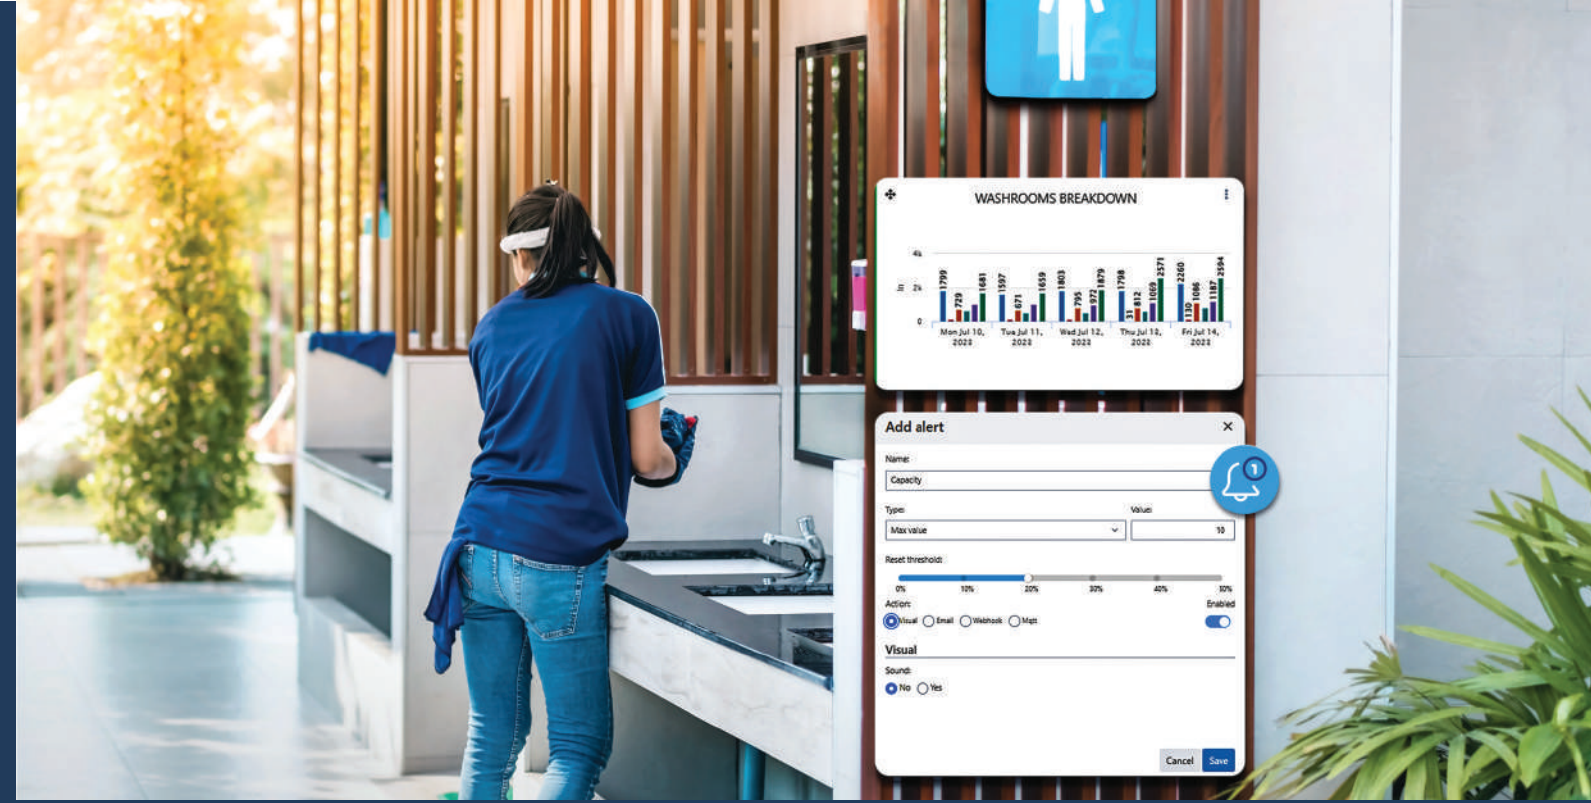 WASHROOMS BREAKDOWN
4k
2k
0
In
1799
729
1681
1597
671
1659
1803
795
972
1879
1798
31
812
1069
2571
2260
1130
1086
1187
2594
Mon Jul 10, 2023
Tue Jul 11, 2023
Wed Jul 12, 2023
Thu Jul 12, 2023
Fri Jul 14, 2023
Add alert
Name:
Capacity
1
Type: Value:
Max value 10
Reset threshold:
0% 10% 20% 30% 40% 50%
Action: Enabled
Visual Email Webhook Mqtt
Visual
Sound:
No Yes
Cancel Save